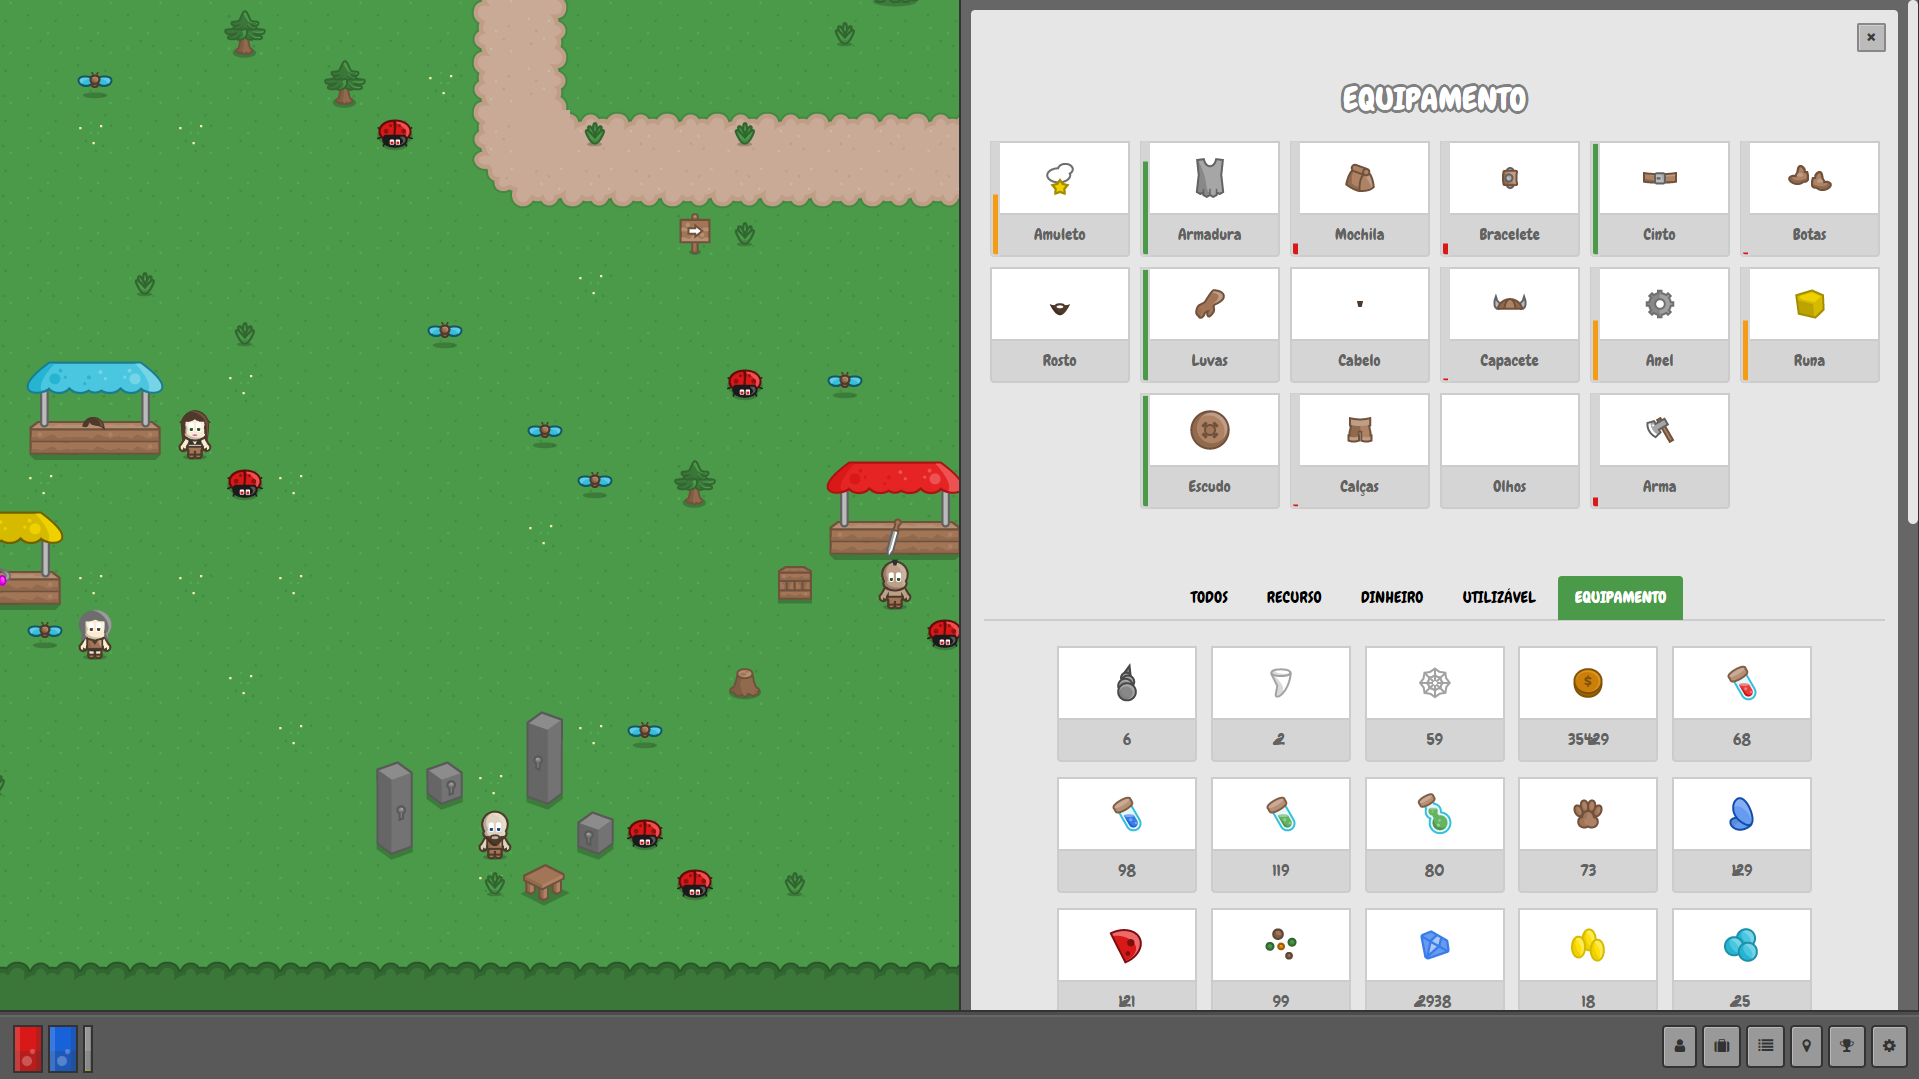 ×
EQUIPAMENTO
Amuleto Armadura Mochila Bracelete Cinto Botas
Rosto Luvas Cabelo Capacete Anel Runa
Escudo Calças Olhos Arma
TODOS RECURSO DINHEIRO UTILIZÁVEL EQUIPAMENTO
6 2 59 35429 68
98 119 80 73 129
121 99 2938 18 25